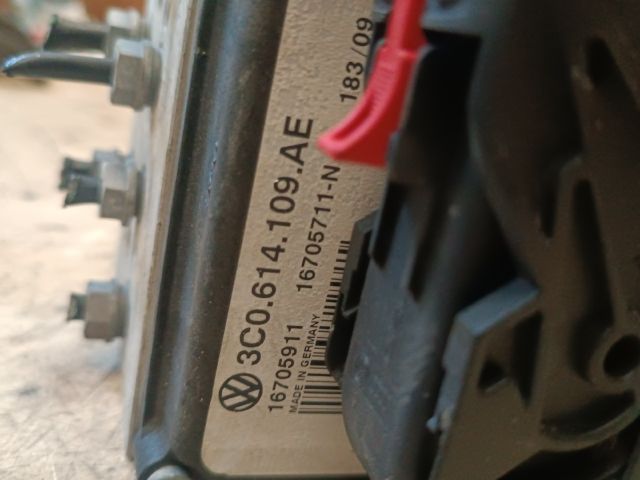 3C0.614.109.AE
16705911 16705711-N 183/09
MADE IN GERMANY